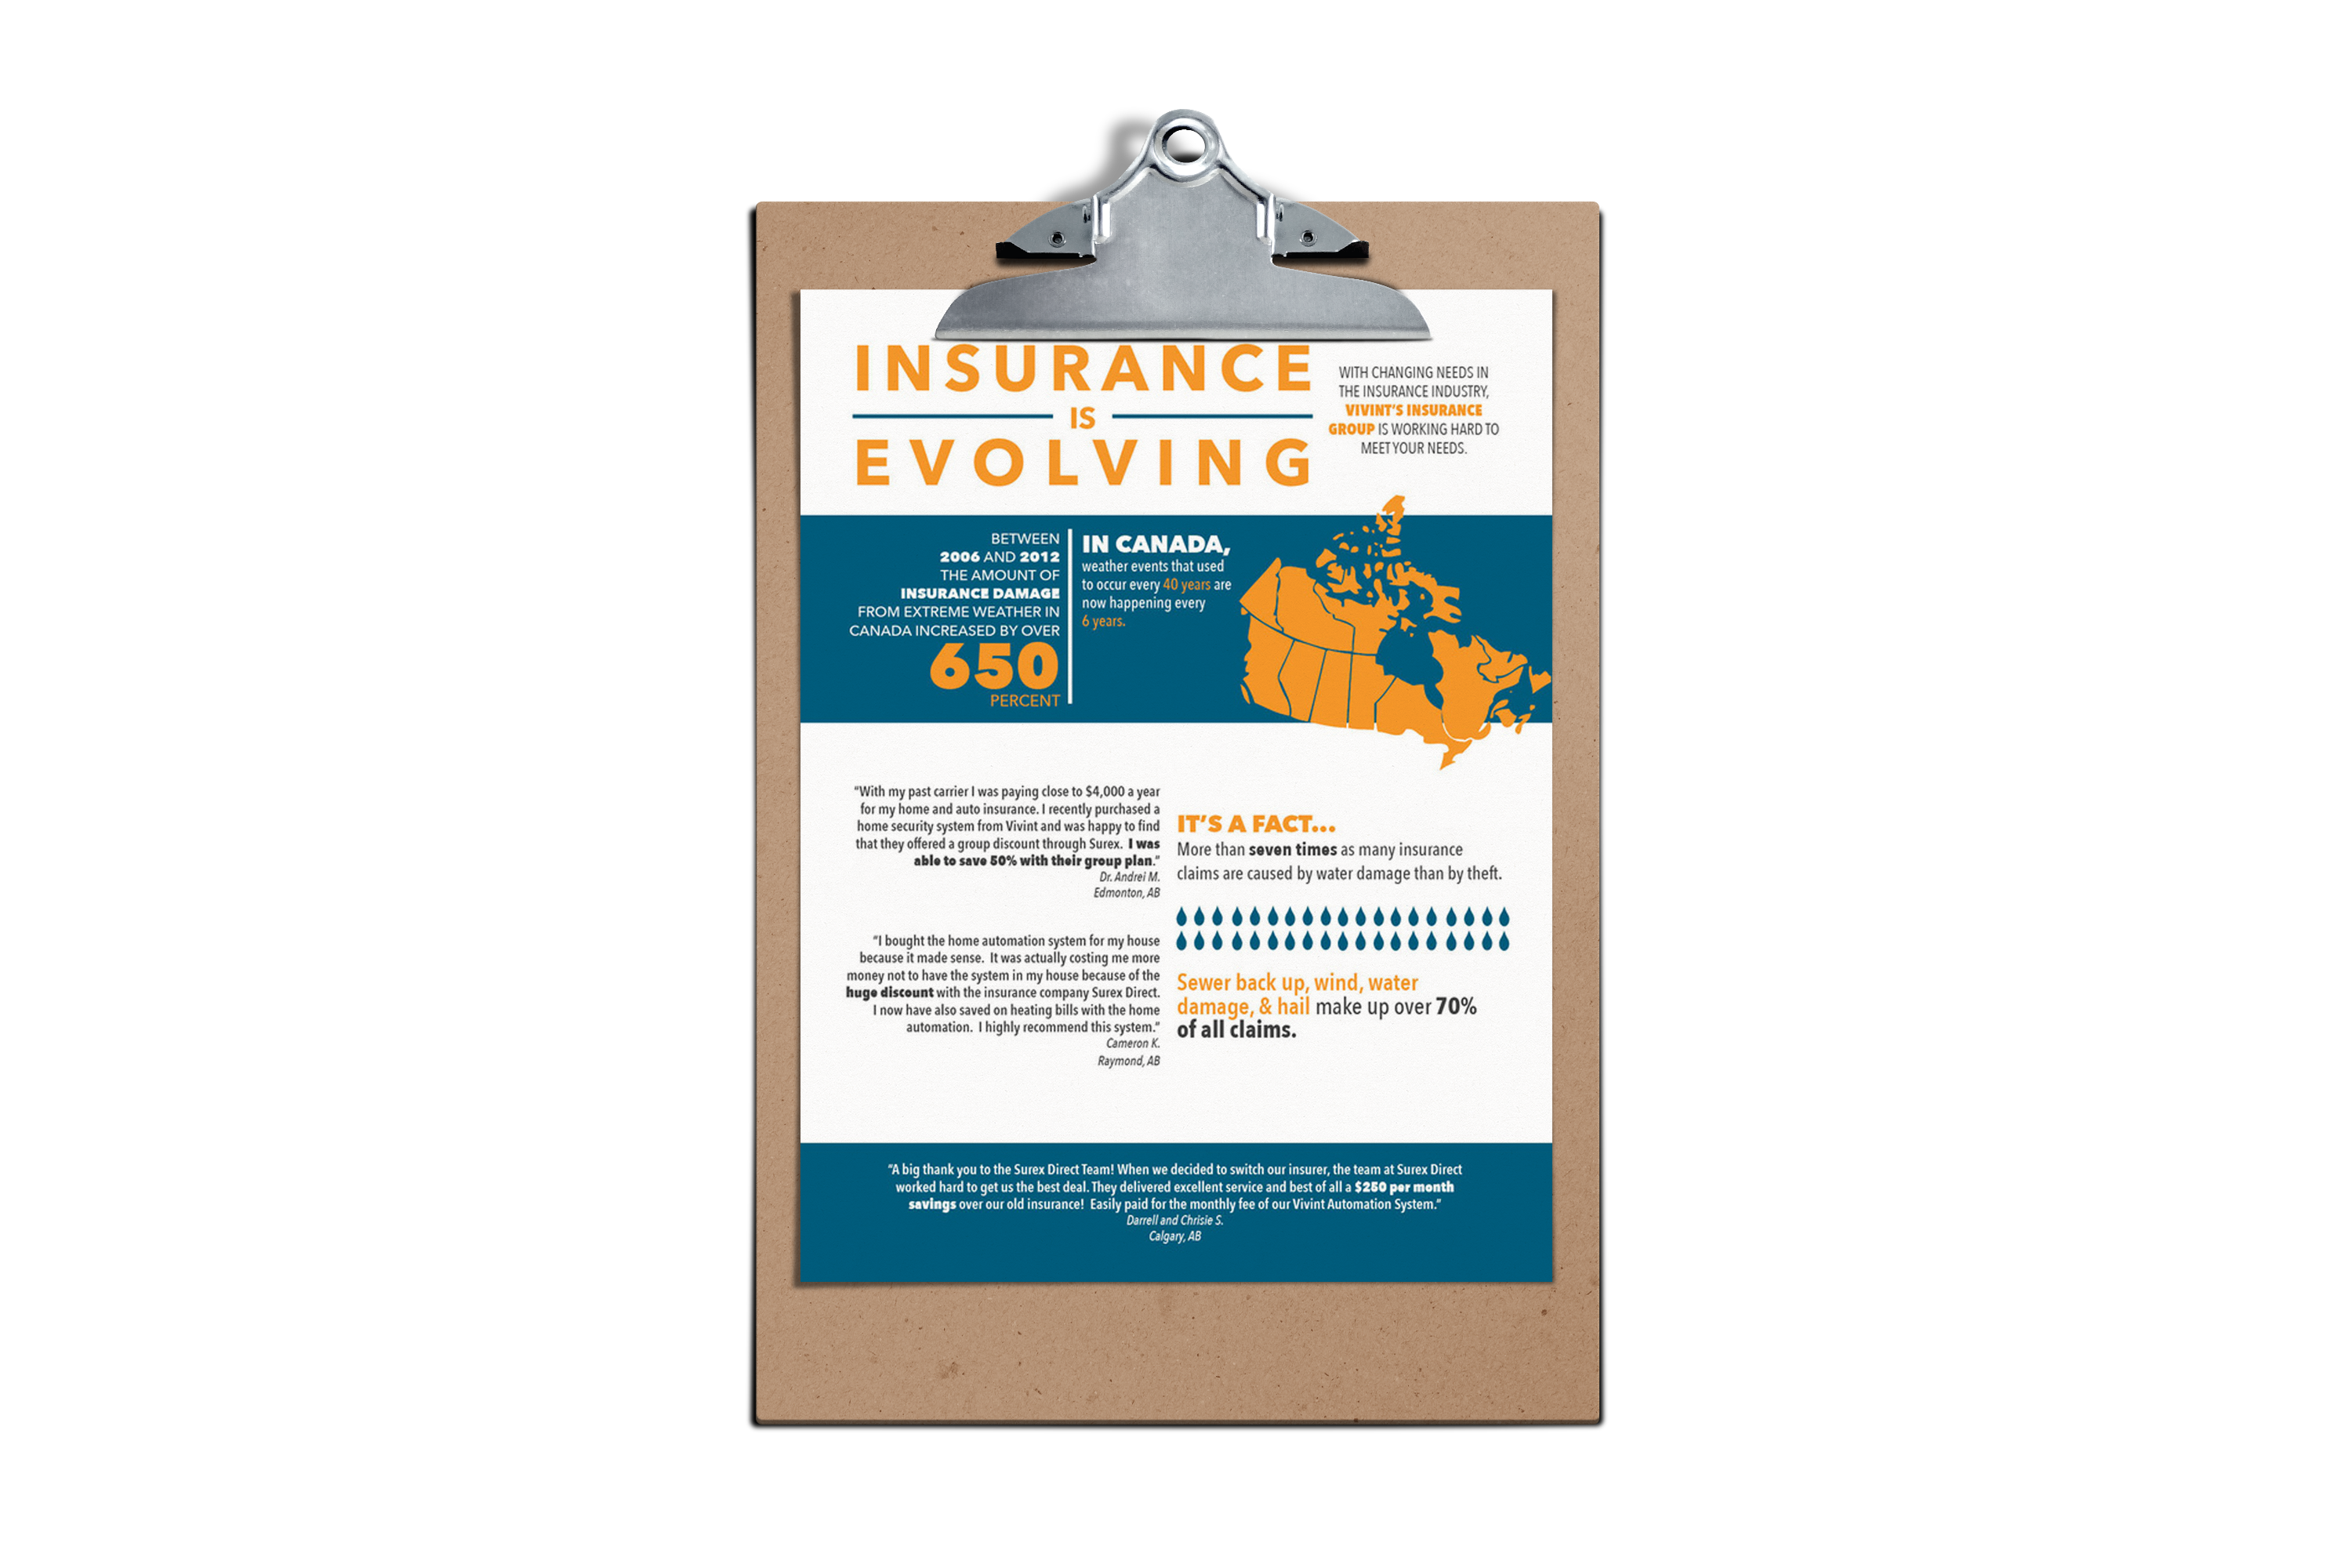 INSURANCE
IS
EVOLVING
WITH CHANGING NEEDS IN
THE INSURANCE INDUSTRY,
VIVINT'S INSURANCE
GROUP IS WORKING HARD TO
MEET YOUR NEEDS.
BETWEEN
2006 AND 2012
THE AMOUNT OF
INSURANCE DAMAGE
FROM EXTREME WEATHER IN
CANADA INCREASED BY OVER
650
PERCENT
IN CANADA,
weather events that used
to occur every 40 years are
now happening every
6 years.
"With my past carrier I was paying close to $4,000 a year
for my home and auto insurance. I recently purchased a
home security system from Vivint and was happy to find
that they offered a group discount through Surex. I was
able to save 50% with their group plan."
Dr. Andrei M.
Edmonton, AB
"I bought the home automation system for my house
because it made sense. It was actually costing me more
money not to have the system in my house because of the
huge discount with the insurance company Surex Direct.
I now have also saved on heating bills with the home
automation. I highly recommend this system."
Cameron K.
Raymond, AB
IT'S A FACT...
More than seven times as many insurance
claims are caused by water damage than by theft.
Sewer back up, wind, water
damage, & hail make up over 70%
of all claims.
"A big thank you to the Surex Direct Team! When we decided to switch our insurer, the team at Surex Direct
worked hard to get us the best deal. They delivered excellent service and best of all a $250 per month
savings over our old insurance! Easily paid for the monthly fee of our Vivint Automation System."
Darrell and Chrisie S.
Calgary, AB